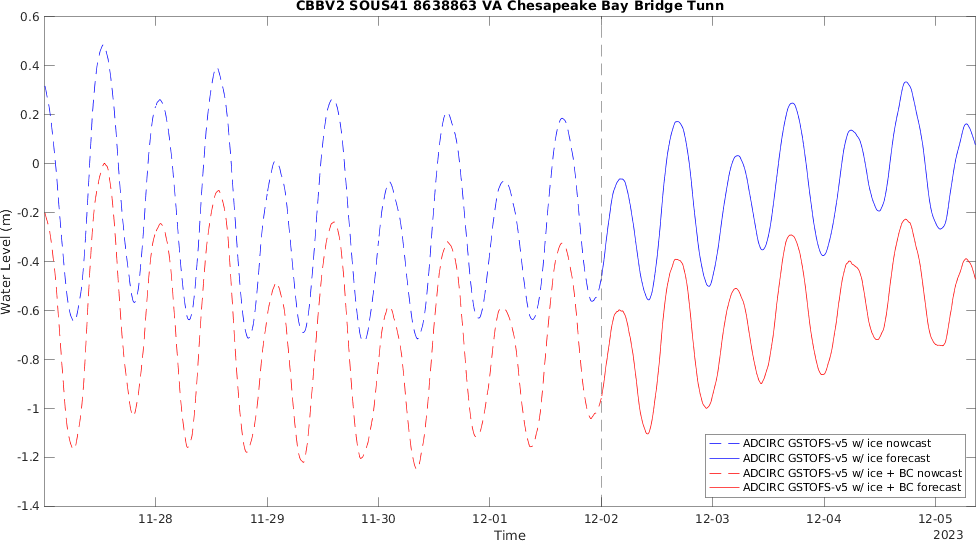 CBBV2 SOUS41 8638863 VA Chesapeake Bay Bridge Tunn
0.6
0.4
0.2
0
-0.2
-0.4
-0.6
-0.8
-1
-1.2
-1.4
Water Level (m)
ADCIRC GSTOFS-v5 w/ ice nowcast
ADCIRC GSTOFS-v5 w/ ice forecast
ADCIRC GSTOFS-v5 w/ ice + BC nowcast
ADCIRC GSTOFS-v5 w/ ice + BC forecast
11-28 11-29 11-30 12-01 12-02 12-03 12-04 12-05
Time
2023